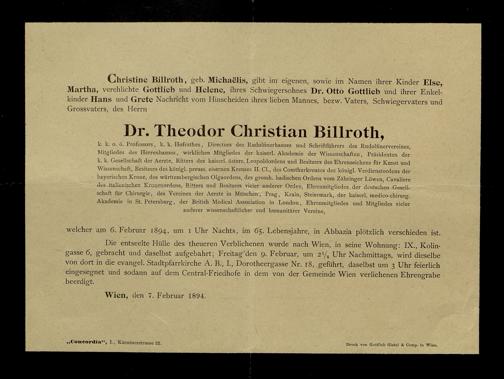 Christine Billroth, geb. Michaëlis, gibt im eigenen, sowie im Namen ihrer Kinder Else,
Martha, verehlichte Gottlieb und Helene, ihres Schwiegersohnes Dr. Otto Gottlieb und ihrer Enkel-
kinder Hans und Grete Nachricht vom Hinscheiden ihres lieben Mannes, bezw. Vaters, Schwiegervaters und
Grossvaters, des Herrn
Dr. Theodor Christian Billroth,
k. k. o. ö. Professors, k. k. Hofrathes, Directors des Rudolfinerhauses und Schriftführers des Rudolfinervereines,
Mitgliedes des Herrenhauses, wirklichen Mitgliedes der kaiserl. Akademie der Wissenschaften, Präsidenten der
k. k. Gesellschaft der Aerzte, Ritters des kaiserl. österr. Leopoldordens und Besitzers des Ehrenzeichens für Kunst und
Wissenschaft, Besitzers des königl. preuss. eisernen Kreuzes II. Cl., des Comthurkreuzes des königl. Verdienstordens der
bayerischen Krone, des württembergischen Olgaordens, des grossh. badischen Ordens vom Zähringer Löwen, Cavaliers
des italienischen Kronenordens, Ritters und Besitzers vieler anderer Orden, Ehrenmitgliedes der deutschen Gesell-
schaft für Chirurgie, des Vereines der Aerzte in München, Prag, Krain, Steiermark, der kaiserl. medico-chirurg.
Akademie in St. Petersburg, der British Medical Association in London, Ehrenmitgliedes und Mitgliedes vieler
anderer wissenschaftlicher und humanitärer Vereine,
welcher am 6. Februar 1894, um 1 Uhr Nachts, im 65. Lebensjahre, in Abbazia plötzlich verschieden ist.
Die entseelte Hülle des theueren Verblichenen wurde nach Wien, in seine Wohnung: IX., Kolin-
gasse 6, gebracht und daselbst aufgebahrt; Freitag den 9. Februar, um 2½ Uhr Nachmittags, wird dieselbe
von dort in die evangel. Stadtpfarrkirche A. B., I., Dorotheergasse Nr. 18, geführt, daselbst um 3 Uhr feierlich
eingesegnet und sodann auf dem Central-Friedhofe in dem von der Gemeinde Wien verliehenen Ehrengrabe
beerdigt.
Wien, den 7. Februar 1894.
„Concordia", I., Kärntnerstrasse
Druck von Gottlieb Gistel & Comp. in Wien.